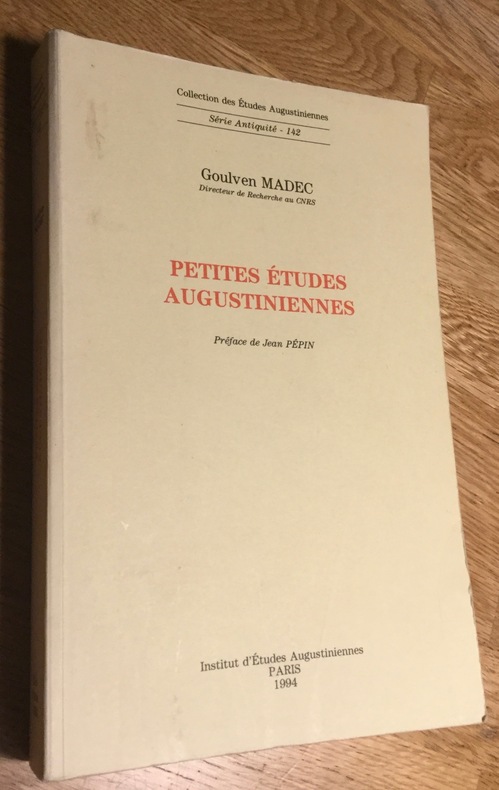 Collection des Études Augustiniennes
Série Antiquité - 142
Goulven MADEC
Directeur de Recherche au CNRS
PETITES ÉTUDES
AUGUSTINIENNES
Préface de Jean PÉPIN
Institut d'Études Augustiniennes
PARIS
1994